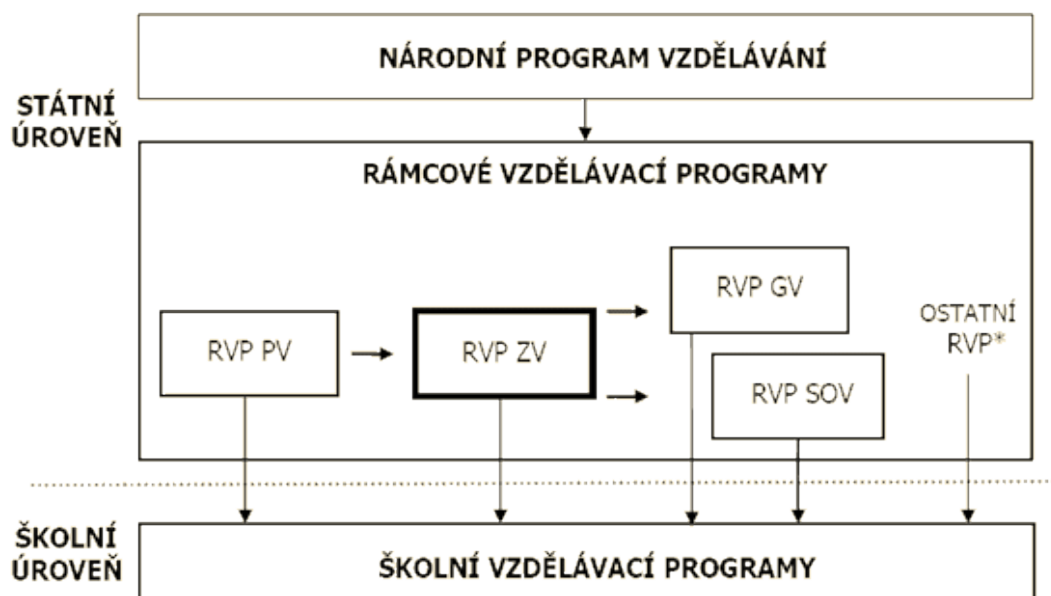 NÁRODNÍ PROGRAM VZDĚLÁVÁNÍ
STÁTNÍ
ÚROVEŇ
RÁMCOVÉ VZDĚLÁVACÍ PROGRAMY
RVP PV
RVP ZV
RVP GV
RVP SOV
OSTATNÍ
RVP*
ŠKOLNÍ
ÚROVEŇ
ŠKOLNÍ VZDĚLÁVACÍ PROGRAMY